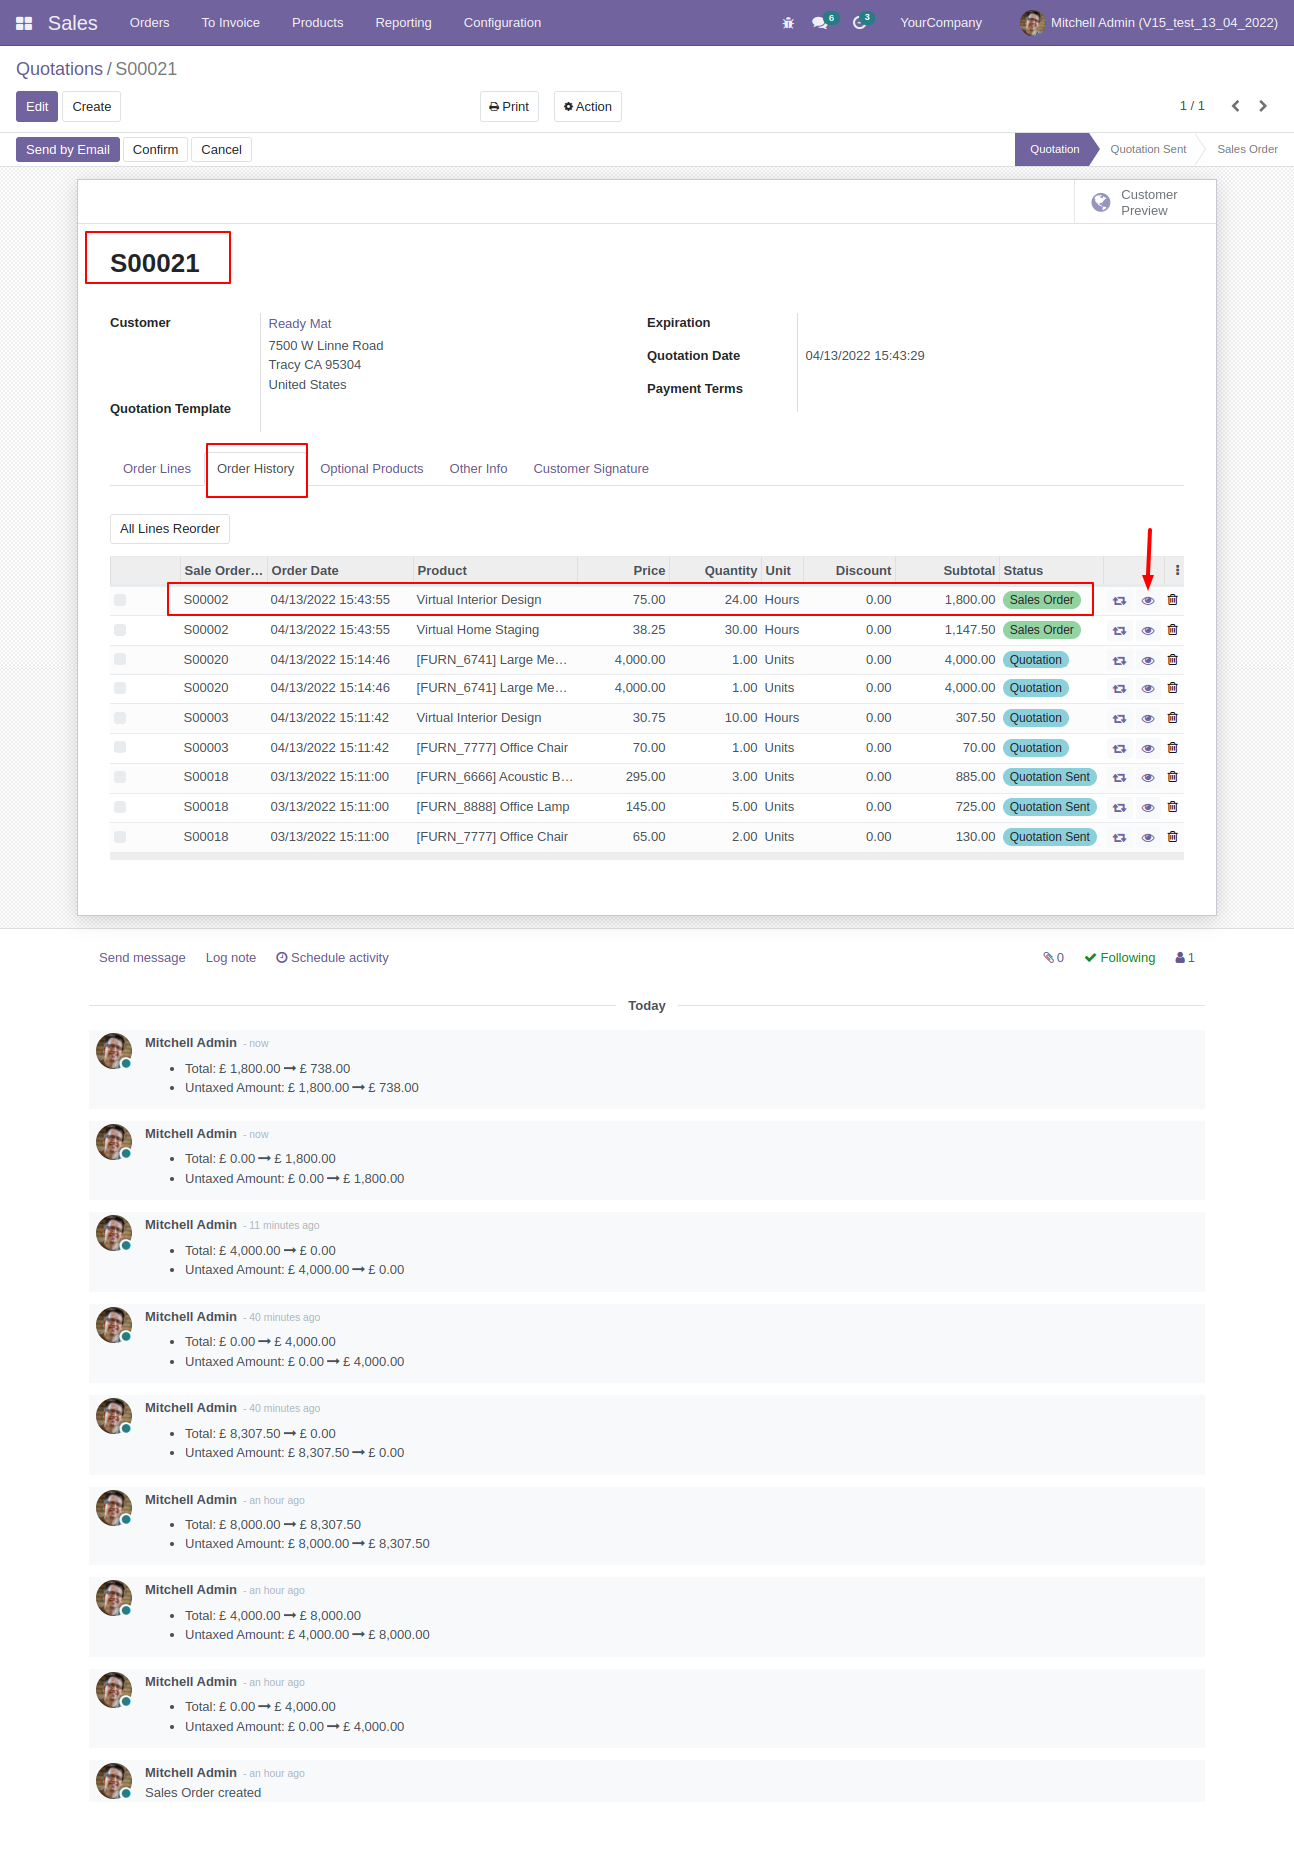 Sales Orders To Invoice Products Reporting Configuration 6 3 YourCompany Mitchell Admin (V15_test_13_04_2022)
Quotations / S00021
Edit Create Print Action 1 / 1
Send by Email Confirm Cancel Quotation Quotation Sent Sales Order
Customer
Preview
S00021
Customer Ready Mat Expiration
7500 W Linne Road
Tracy CA 95304
United States
Quotation Date 04/13/2022 15:43:29
Payment Terms
Quotation Template
Order Lines Order History Optional Products Other Info Customer Signature
All Lines Reorder
Sale Order... Order Date Product Price Quantity Unit Discount Subtotal Status
S00002 04/13/2022 15:43:55 Virtual Interior Design 75.00 24.00 Hours 0.00 1,800.00 Sales Order
S00002 04/13/2022 15:43:55 Virtual Home Staging 38.25 30.00 Hours 0.00 1,147.50 Sales Order
S00020 04/13/2022 15:14:46 [FURN_6741] Large Me... 4,000.00 1.00 Units 0.00 4,000.00 Quotation
S00020 04/13/2022 15:14:46 [FURN_6741] Large Me... 4,000.00 1.00 Units 0.00 4,000.00 Quotation
S00003 04/13/2022 15:11:42 Virtual Interior Design 30.75 10.00 Hours 0.00 307.50 Quotation
S00003 04/13/2022 15:11:42 [FURN_7777] Office Chair 70.00 1.00 Units 0.00 70.00 Quotation
S00018 03/13/2022 15:11:00 [FURN_6666] Acoustic B... 295.00 3.00 Units 0.00 885.00 Quotation Sent
S00018 03/13/2022 15:11:00 [FURN_8888] Office Lamp 145.00 5.00 Units 0.00 725.00 Quotation Sent
S00018 03/13/2022 15:11:00 [FURN_7777] Office Chair 65.00 2.00 Units 0.00 130.00 Quotation Sent
Send message Log note Schedule activity 0 Following 1
Today
Mitchell Admin - now
• Total: £ 1,800.00 → £ 738.00
• Untaxed Amount: £ 1,800.00 → £ 738.00
Mitchell Admin - now
• Total: £ 0.00 → £ 1,800.00
• Untaxed Amount: £ 0.00 → £ 1,800.00
Mitchell Admin - 11 minutes ago
• Total: £ 4,000.00 → £ 0.00
• Untaxed Amount: £ 4,000.00 → £ 0.00
Mitchell Admin - 40 minutes ago
• Total: £ 0.00 → £ 4,000.00
• Untaxed Amount: £ 0.00 → £ 4,000.00
Mitchell Admin - 40 minutes ago
• Total: £ 8,307.50 → £ 0.00
• Untaxed Amount: £ 8,307.50 → £ 0.00
Mitchell Admin - an hour ago
• Total: £ 8,000.00 → £ 8,307.50
• Untaxed Amount: £ 8,000.00 → £ 8,307.50
Mitchell Admin - an hour ago
• Total: £ 4,000.00 → £ 8,000.00
• Untaxed Amount: £ 4,000.00 → £ 8,000.00
Mitchell Admin - an hour ago
• Total: £ 0.00 → £ 4,000.00
• Untaxed Amount: £ 0.00 → £ 4,000.00
Mitchell Admin - an hour ago
Sales Order created